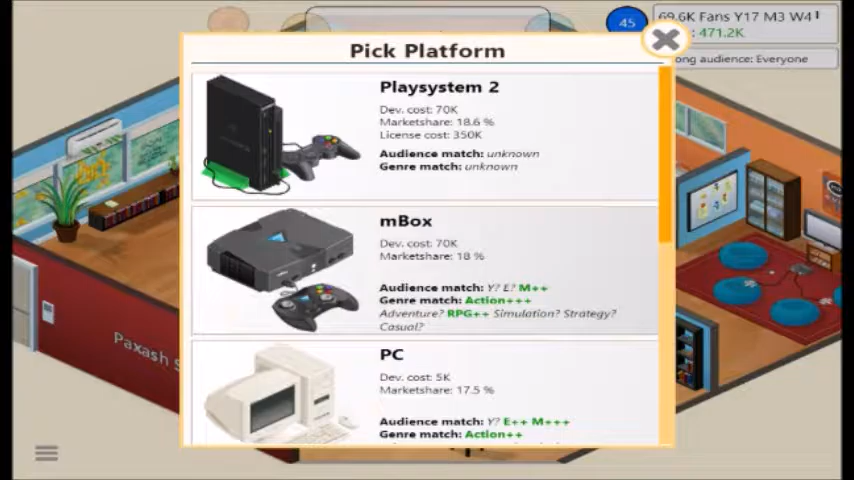 45
69.6K Fans Y17 M3 W4
: 471.2K
ong audience: Everyone
Pick Platform
Playsystem 2
Dev. cost: 70K
Marketshare: 18.6 %
License cost: 350K
Audience match: unknown
Genre match: unknown
mBox
Dev. cost: 70K
Marketshare: 18 %
Audience match: Y? E? M++
Genre match: Action+++
Adventure? RPG++ Simulation? Strategy?
Casual?
PC
Dev. cost: 5K
Marketshare: 17.5 %
Audience match: Y? E++ M+++
Genre match: Action++
Paxash S